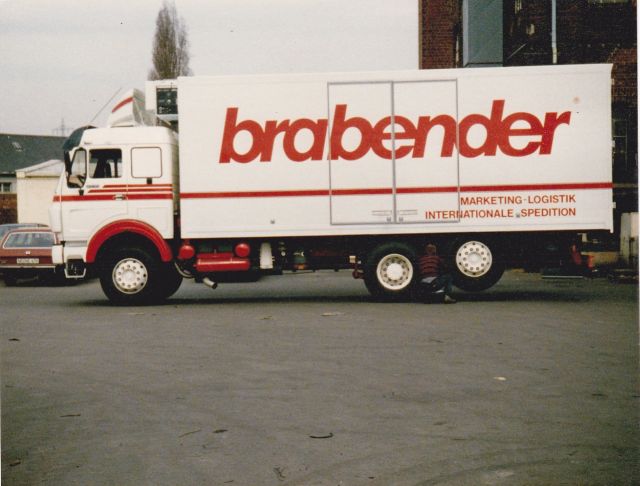 brabender
MARKETING-LOGISTIK
INTERNATIONALE SPEDITION